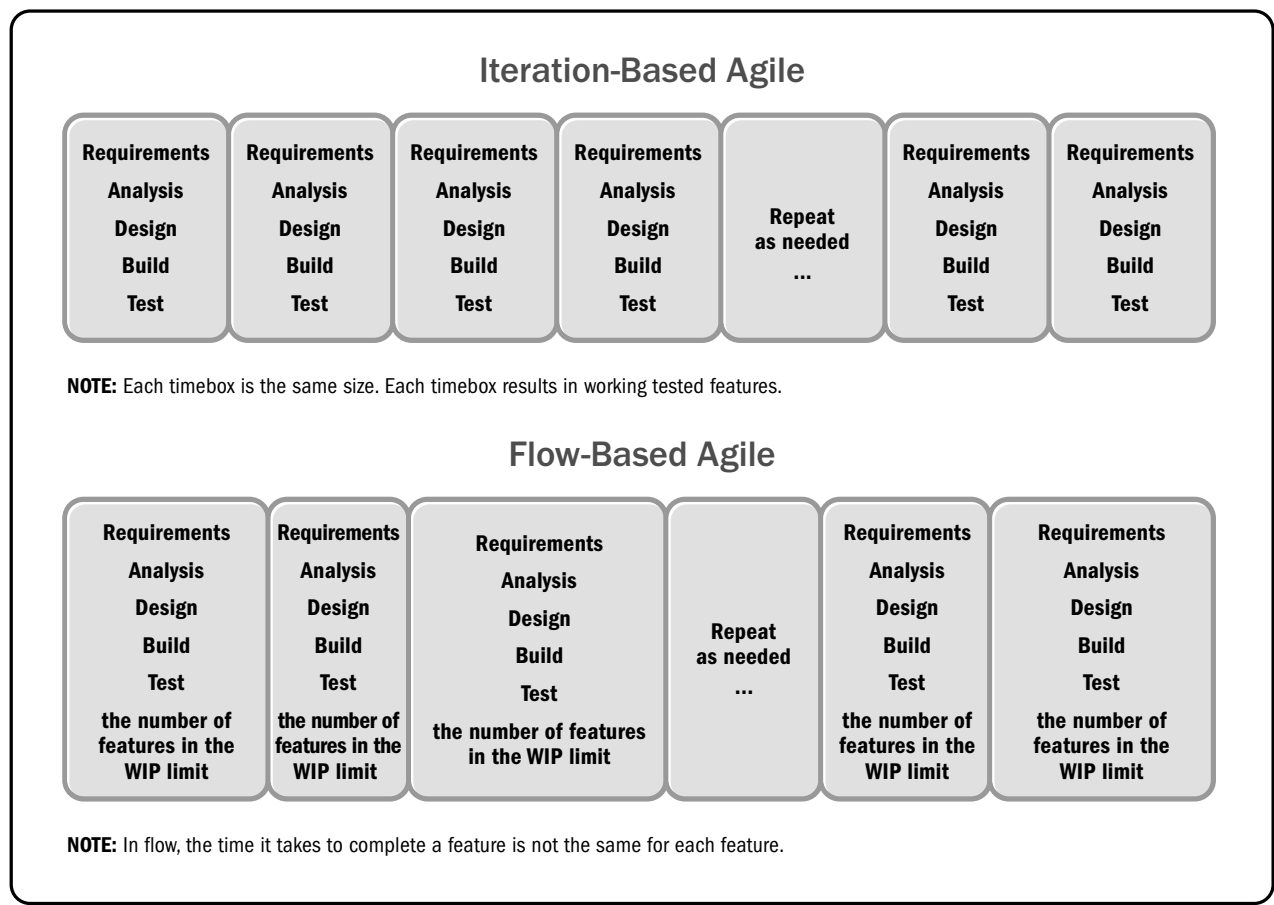 Iteration-Based Agile
Requirements
Analysis
Design
Build
Test
Requirements
Analysis
Design
Build
Test
Requirements
Analysis
Design
Build
Test
Requirements
Analysis
Design
Build
Test
Repeat
as needed
...
Requirements
Analysis
Design
Build
Test
Requirements
Analysis
Design
Build
Test
NOTE: Each timebox is the same size. Each timebox results in working tested features.
Flow-Based Agile
Requirements
Analysis
Design
Build
Test
the number of
features in the
WIP limit
Requirements
Analysis
Design
Build
Test
the number of
features in the
WIP limit
Requirements
Analysis
Design
Build
Test
the number of features
in the WIP limit
Repeat
as needed
...
Requirements
Analysis
Design
Build
Test
the number of
features in the
WIP limit
Requirements
Analysis
Design
Build
Test
the number of
features in the
WIP limit
NOTE: In flow, the time it takes to complete a feature is not the same for each feature.